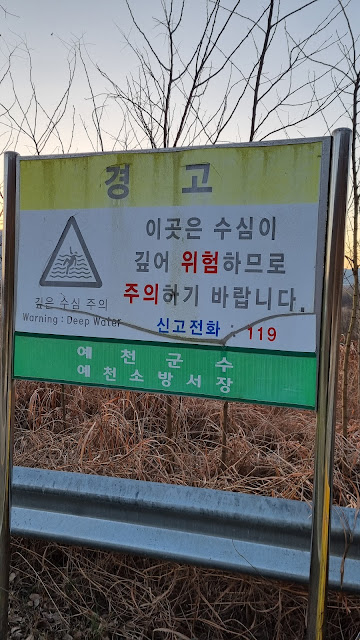 경 고
이곳은 수심이
깊어 위험하므로
주의하기 바랍니다.
깊은 수심 주의
Warning : Deep Water
신고전화 : 119
예천군수
예천소방서장